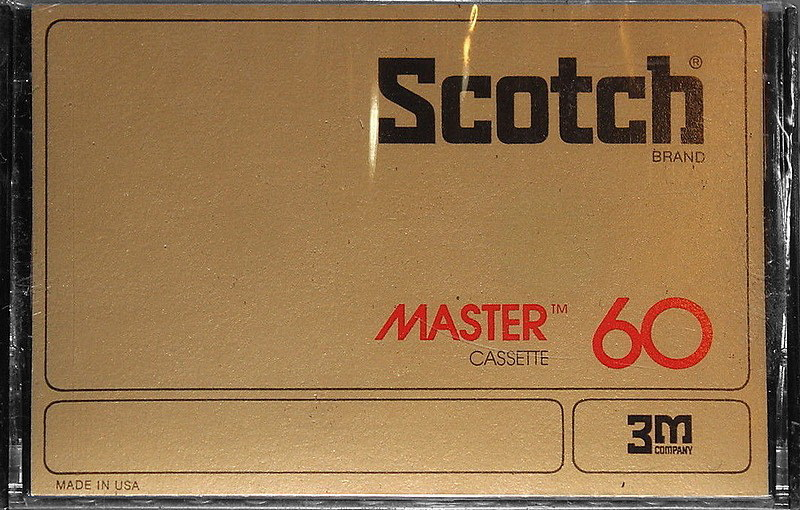 Scotch®
BRAND
MASTER™ 60
CASSETTE
3M
COMPANY
MADE IN USA